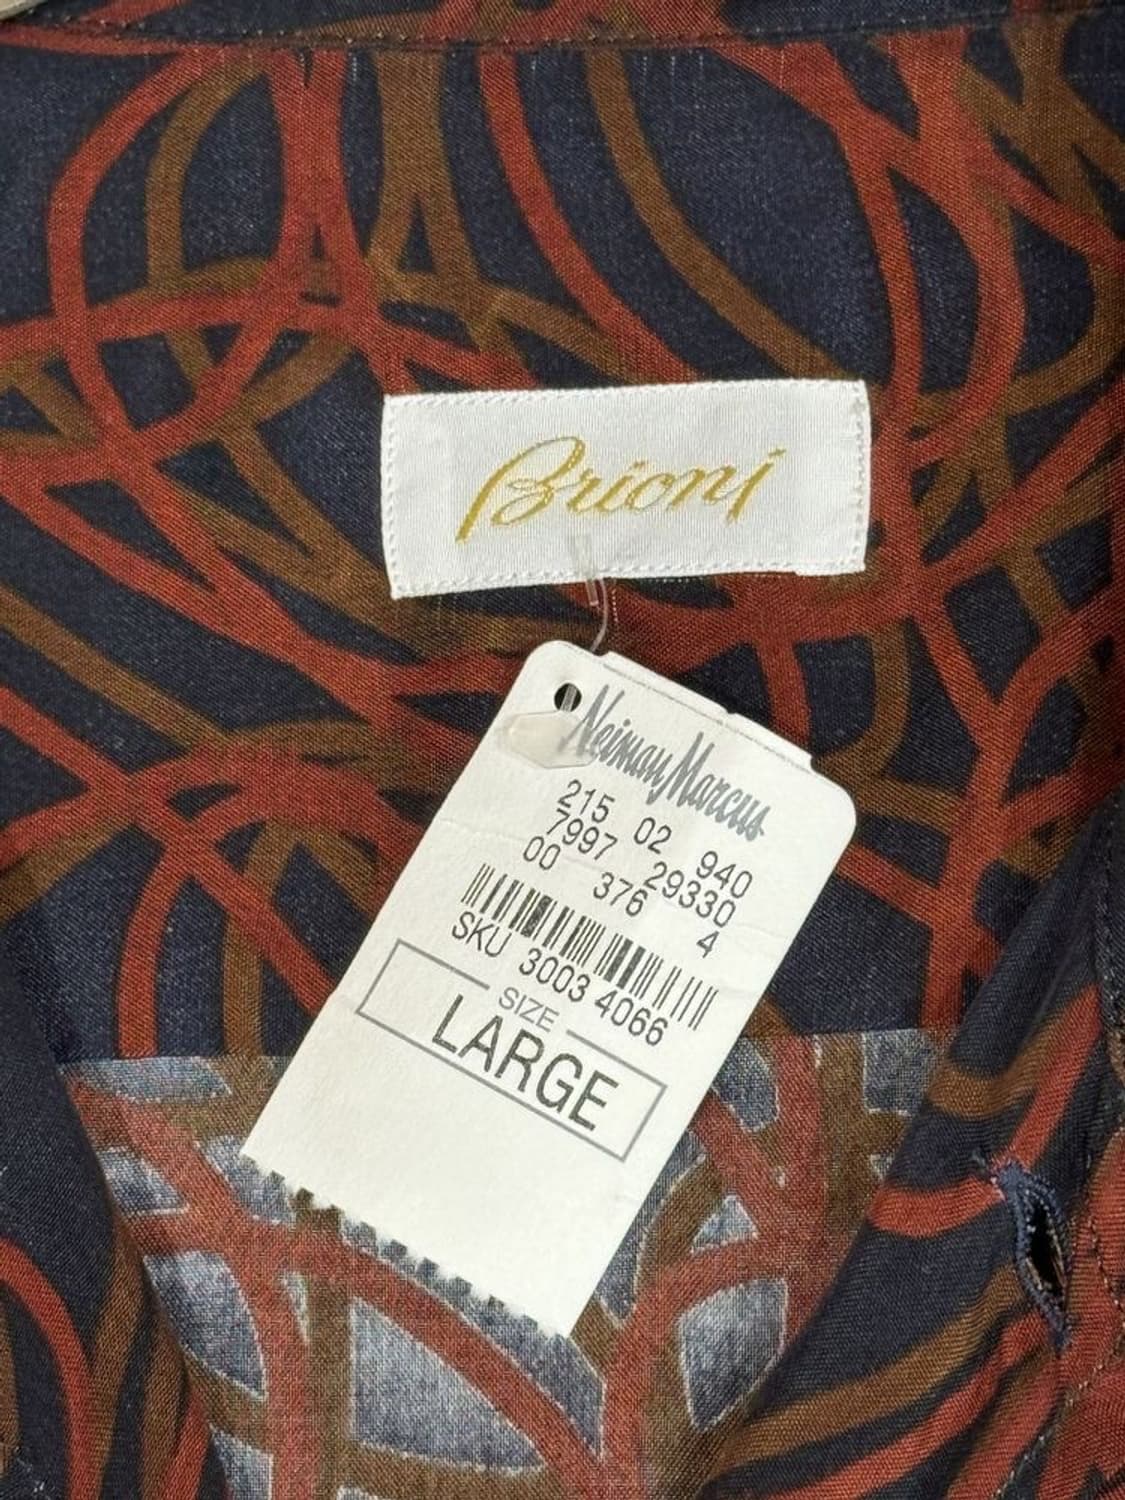 Brioni
Neiman Marcus
215 02 940
7997 29330
00 376 4
SKU 3003 4066
SIZE
LARGE